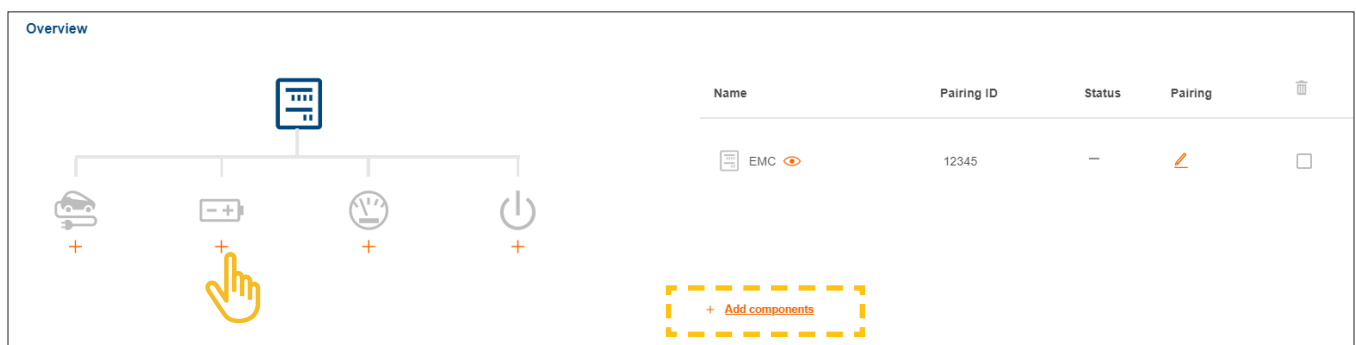 Overview
Name Pairing ID Status Pairing
EMC 12345 –
+ Add components